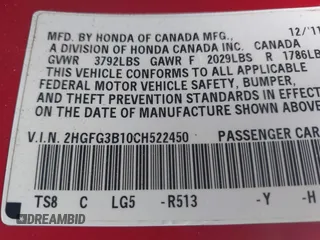 MFD. BY HONDA OF CANADA MFG., 12/'11
A DIVISION OF HONDA CANADA INC. CANADA
GVWR 3792LBS GAWR F 2029LBS R 1786LB
THIS VEHICLE CONFORMS TO ALL APPLICABLE
FEDERAL MOTOR VEHICLE SAFETY, BUMPER,
AND THEFT PREVENTION STANDARDS IN EFFECT
ON THE DATE OF MANUFACTURE SHOWN ABOVE.
V.I.N. 2HGFG3B10CH522450 PASSENGER CAR
TS8 C LG5 -R513 -Y -H
DREAMBID